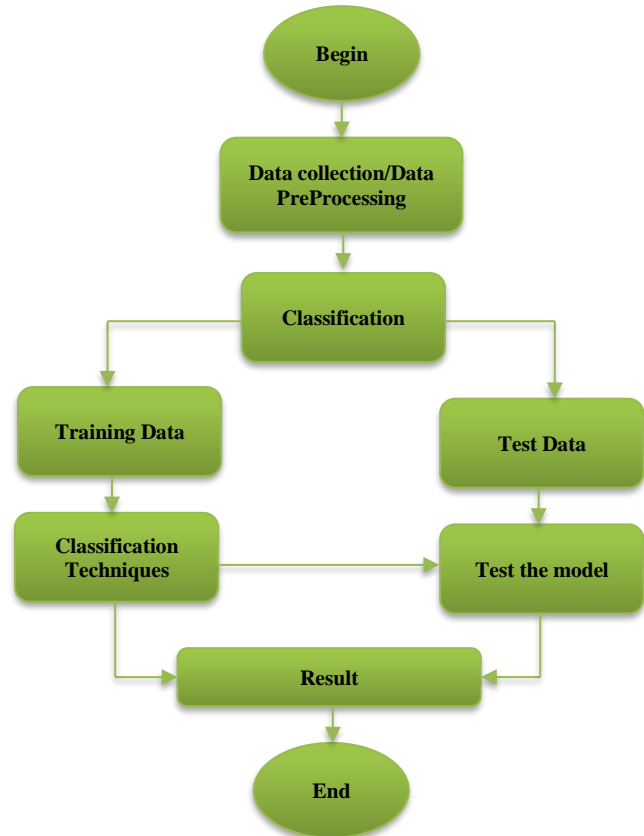 Begin
Data collection/Data
PreProcessing
Classification
Training Data
Test Data
Classification
Techniques
Test the model
Result
End